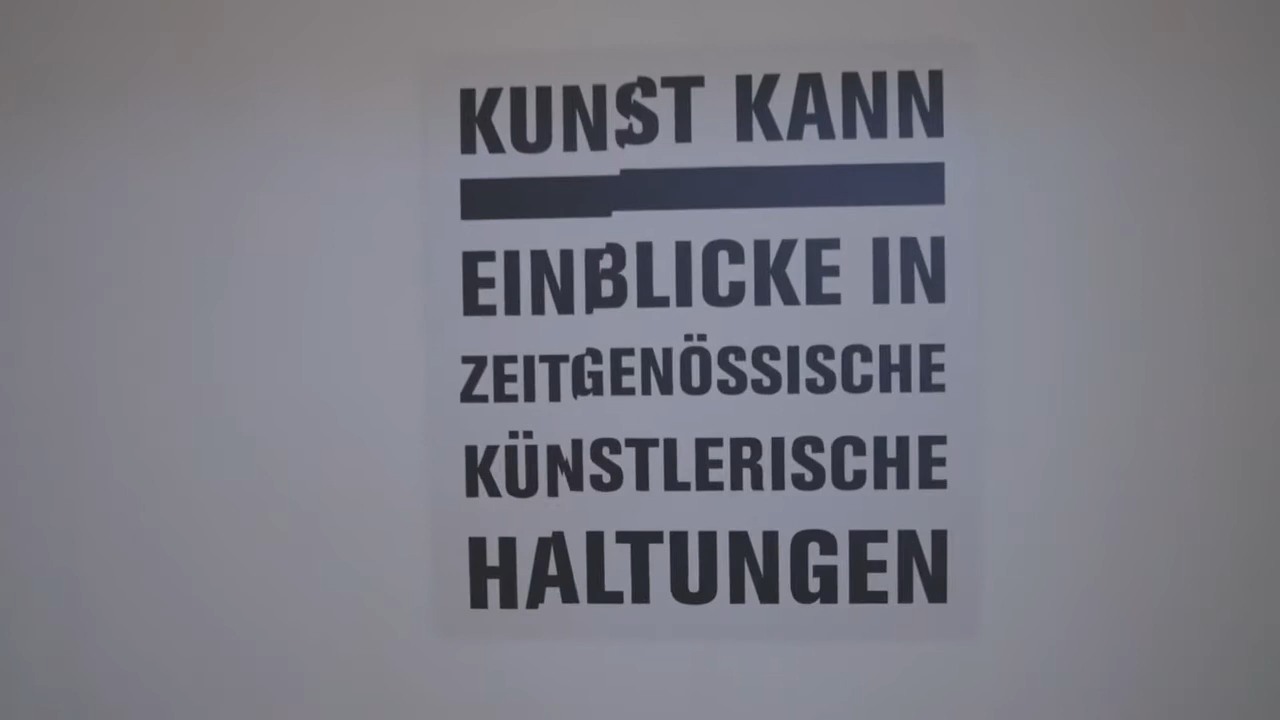 KUNST KANN
EINBLICKE IN
ZEITGENÖSSISCHE
KÜNSTLERISCHE
HALTUNGEN